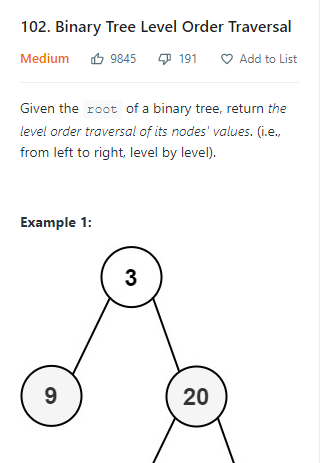 102. Binary Tree Level Order Traversal
Medium 9845 191 Add to List
Given the root of a binary tree, return the
level order traversal of its nodes' values. (i.e.,
from left to right, level by level).
Example 1:
3
9 20